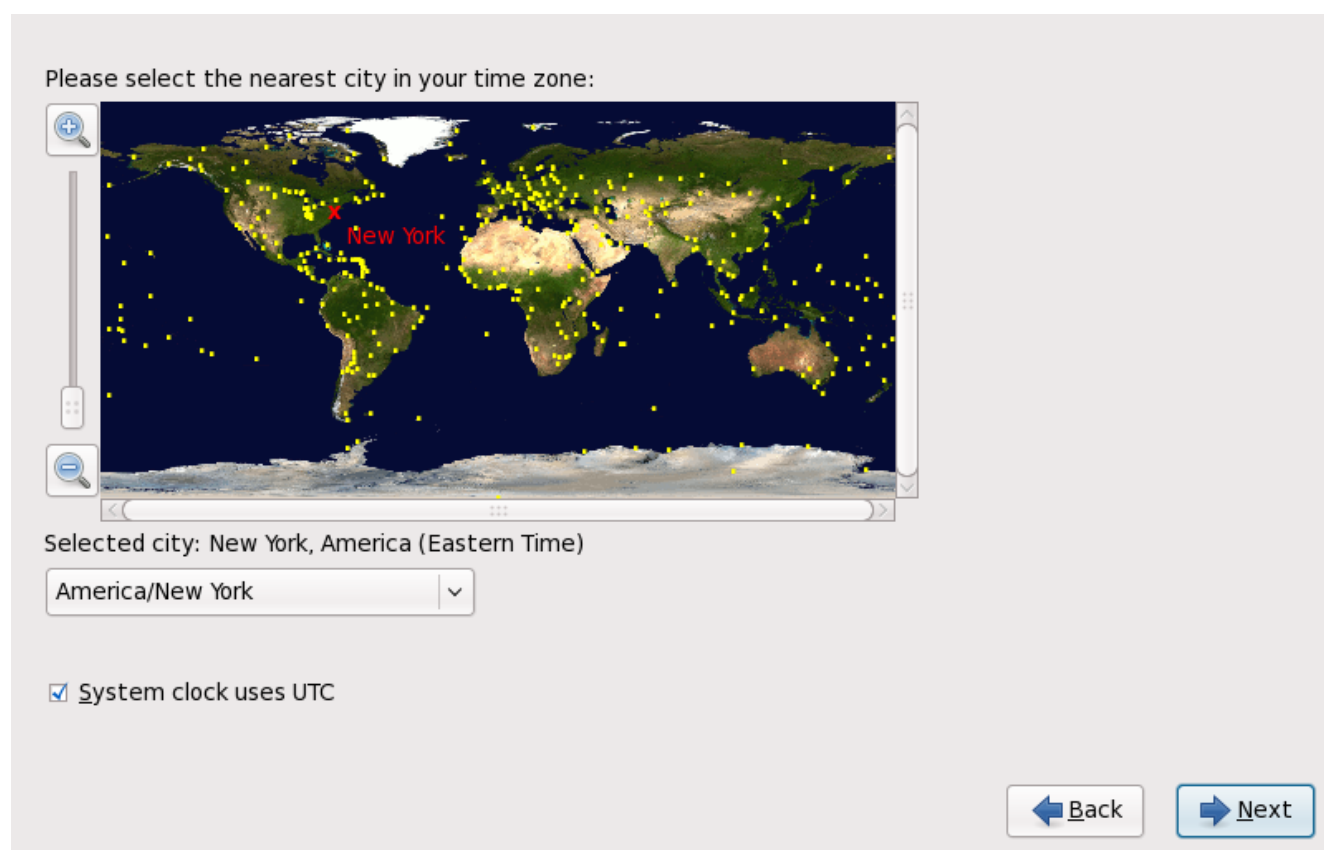 Please select the nearest city in your time zone:
New York
Selected city: New York, America (Eastern Time)
America/New York
System clock uses UTC
Back
Next